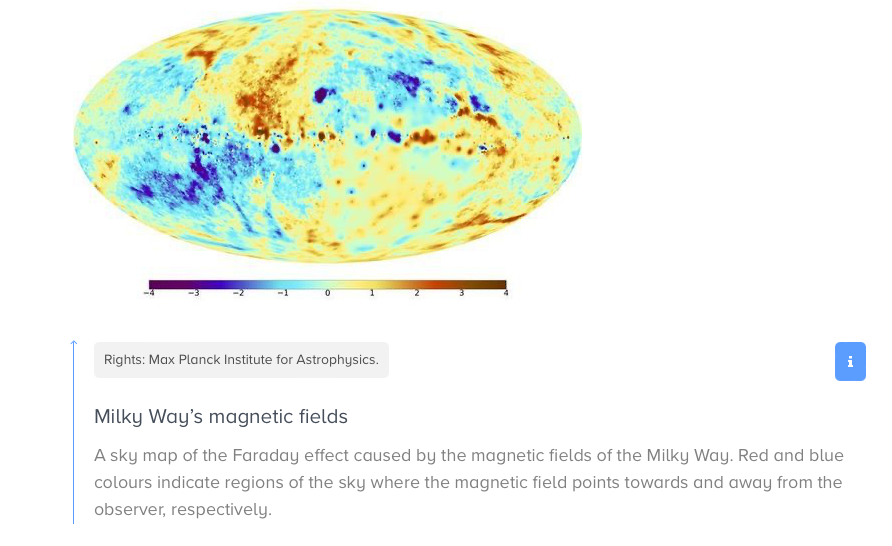 −4 −3 −2 −1 0 1 2 3 4
Rights: Max Planck Institute for Astrophysics.
i
Milky Way’s magnetic fields
A sky map of the Faraday effect caused by the magnetic fields of the Milky Way. Red and blue
colours indicate regions of the sky where the magnetic field points towards and away from the
observer, respectively.